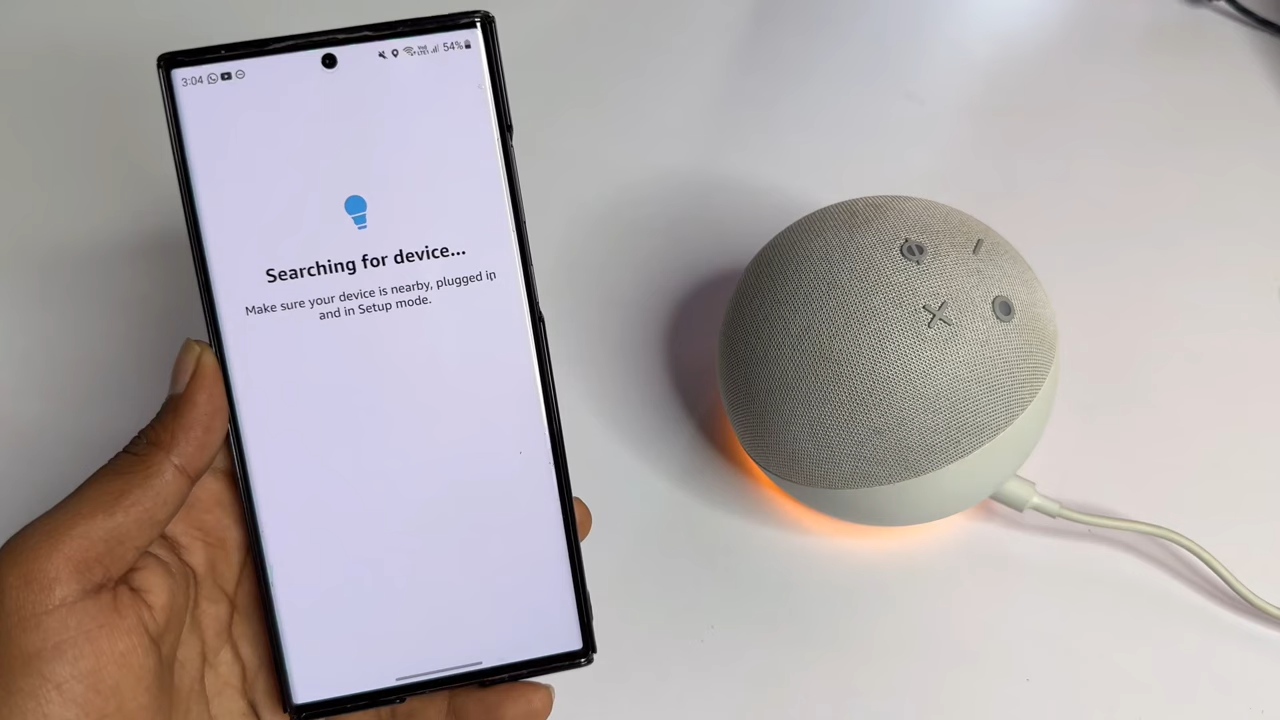 3:04 54%
Searching for device...
Make sure your device is nearby, plugged in
and in Setup mode.